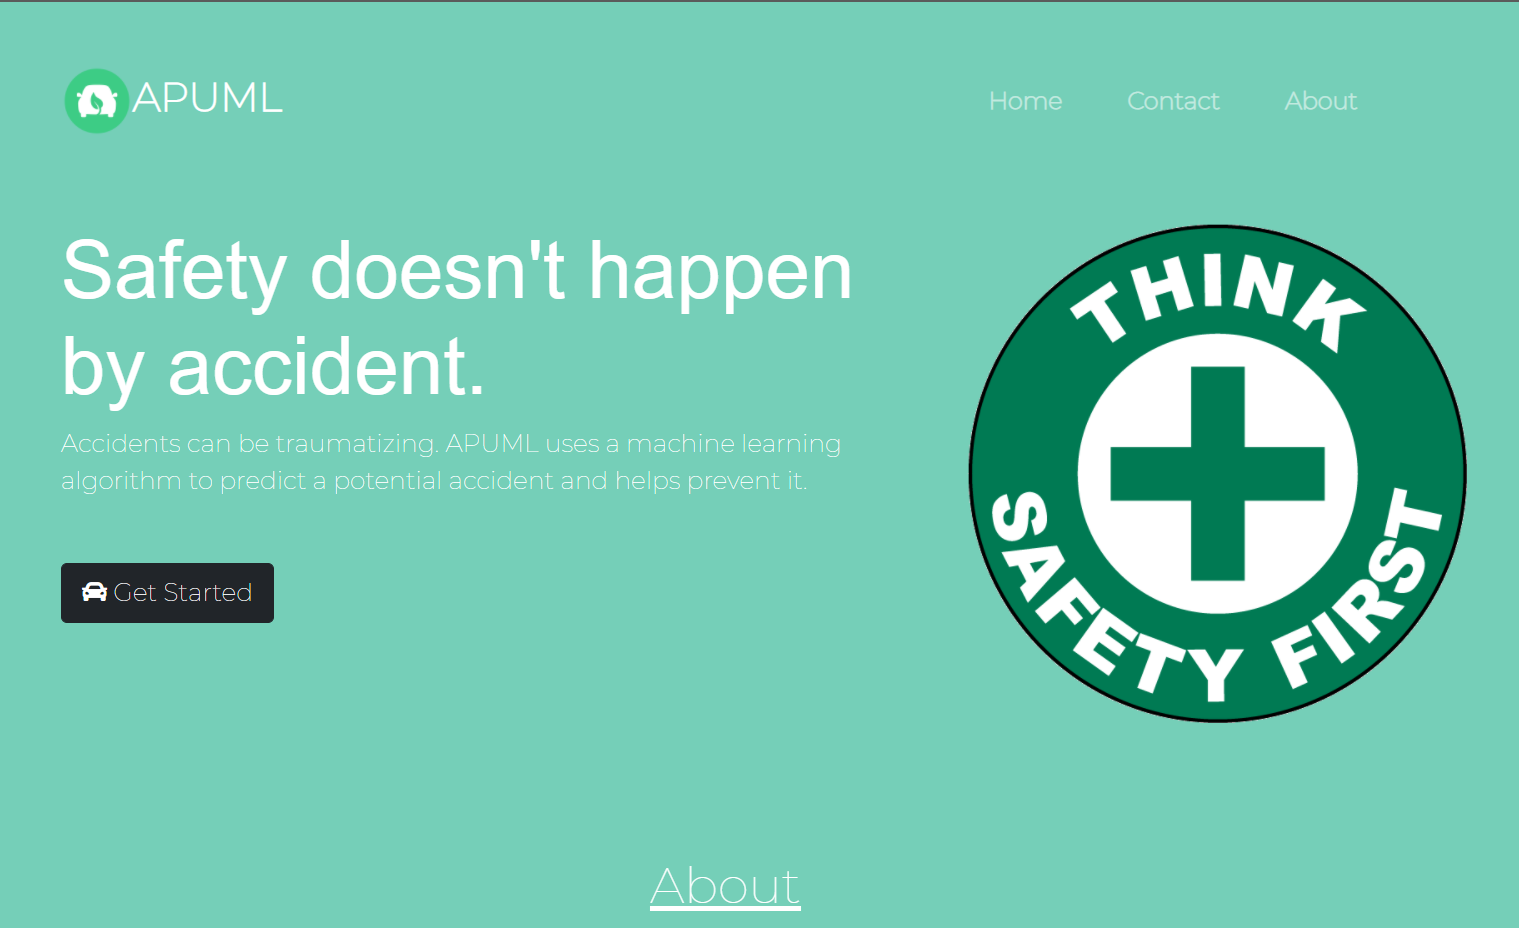 APUML
Home
Contact
About
Safety doesn't happen
by accident.
Accidents can be traumatizing. APUML uses a machine learning
algorithm to predict a potential accident and helps prevent it.
Get Started
THINK
SAFETY FIRST
About